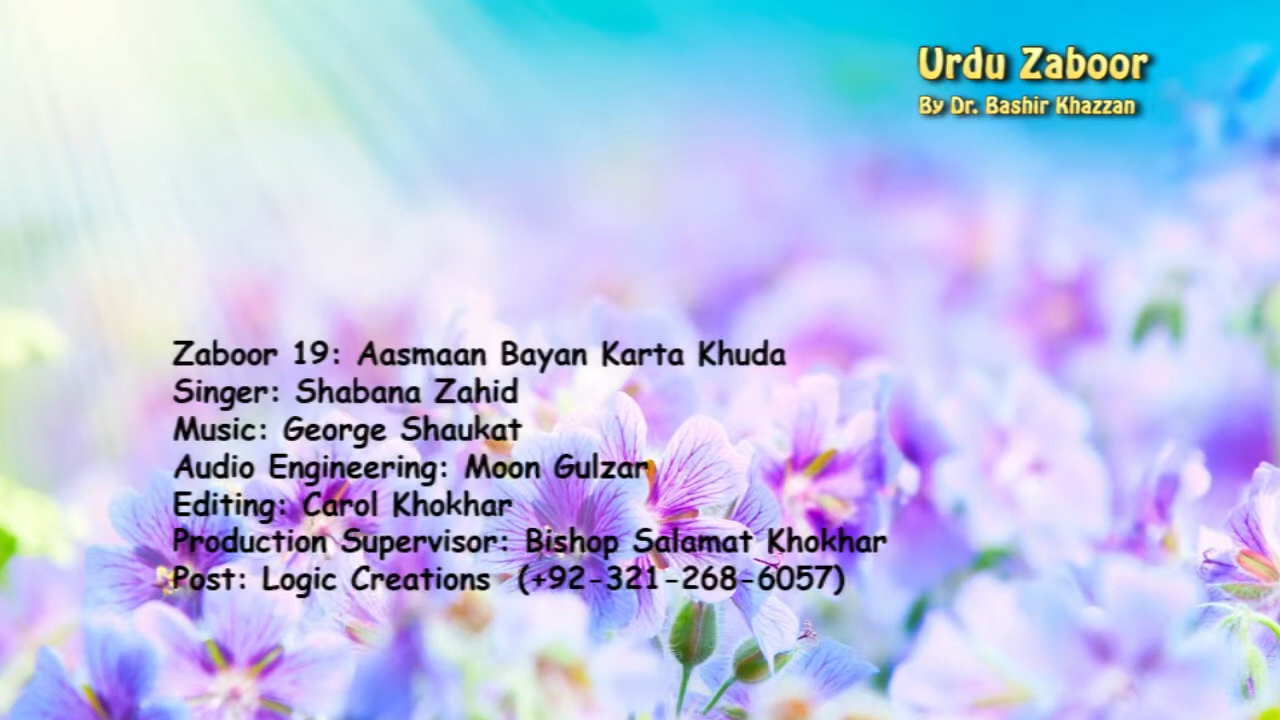 Urdu Zaboor
By Dr. Bashir Khazzan
Zaboor 19: Aasmaan Bayan Karta Khuda
Singer: Shabana Zahid
Music: George Shaukat
Audio Engineering: Moon Gulzar
Editing: Carol Khokhar
Production Supervisor: Bishop Salamat Khokhar
Post: Logic Creations (+92-321-268-6057)